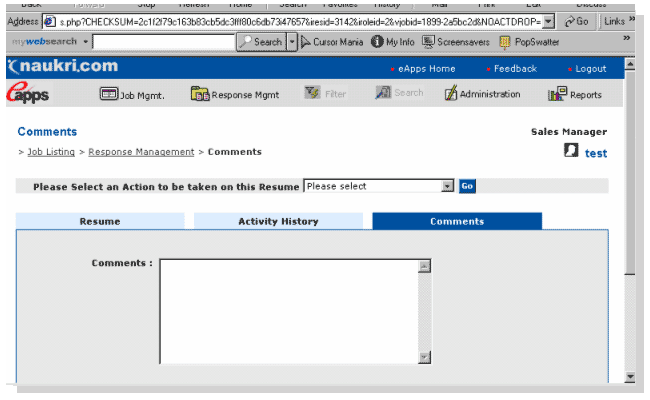 Back Forward Stop Refresh Home Search Favorites History Mail Print Edit Discuss
Address s.php?CHECKSUM=2c1f2f79c163b83cb5dc3fff80c6db73476578&resid=3142&roleid=2&vjobid=1899-2a5bc2d&NOACTDROP= Go Links »
mywebsearch Search Cursor Mania My Info Screensavers PopSwatter »
naukri.com eApps Home Feedback Logout
eapps Job Mgmt. Response Mgmt Filter Search Administration Reports
Comments Sales Manager
> Job Listing > Response Management > Comments test
Please Select an Action to be taken on this Resume Please select Go
Resume Activity History Comments
Comments :